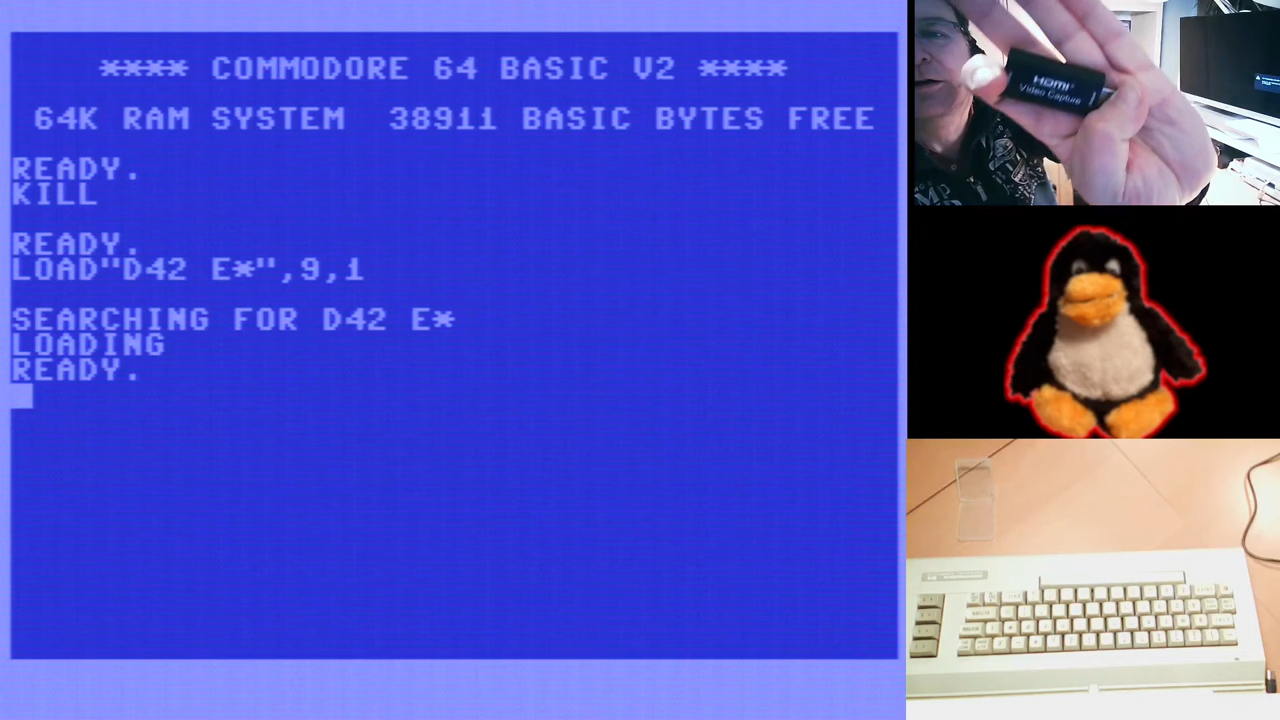 **** COMMODORE 64 BASIC V2 ****
64K RAM SYSTEM  38911 BASIC BYTES FREE
READY.
KILL
READY.
LOAD"D42 E*",9,1
SEARCHING FOR D42 E*
LOADING
READY.
HDMI
Video Capture